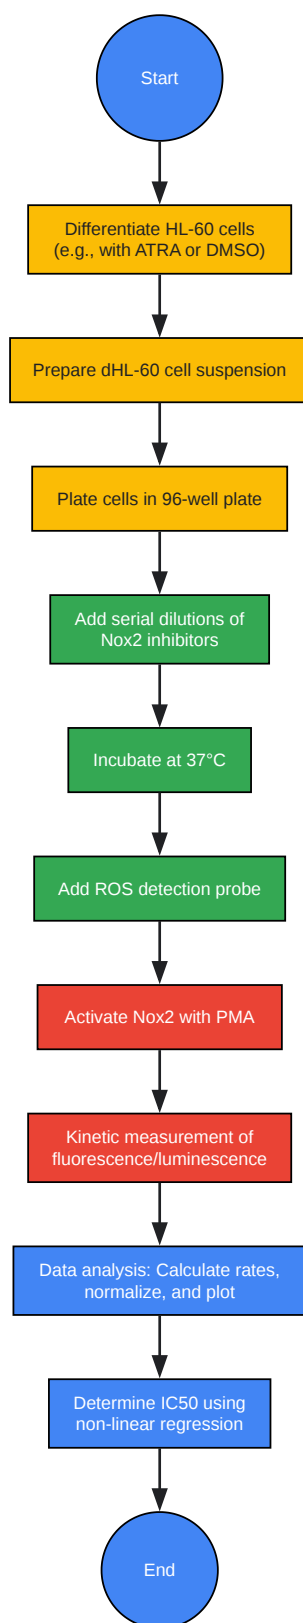 Start
Differentiate HL-60 cells
(e.g., with ATRA or DMSO)
Prepare dHL-60 cell suspension
Plate cells in 96-well plate
Add serial dilutions of
Nox2 inhibitors
Incubate at 37°C
Add ROS detection probe
Activate Nox2 with PMA
Kinetic measurement of
fluorescence/luminescence
Data analysis: Calculate rates,
normalize, and plot
Determine IC50 using
non-linear regression
End